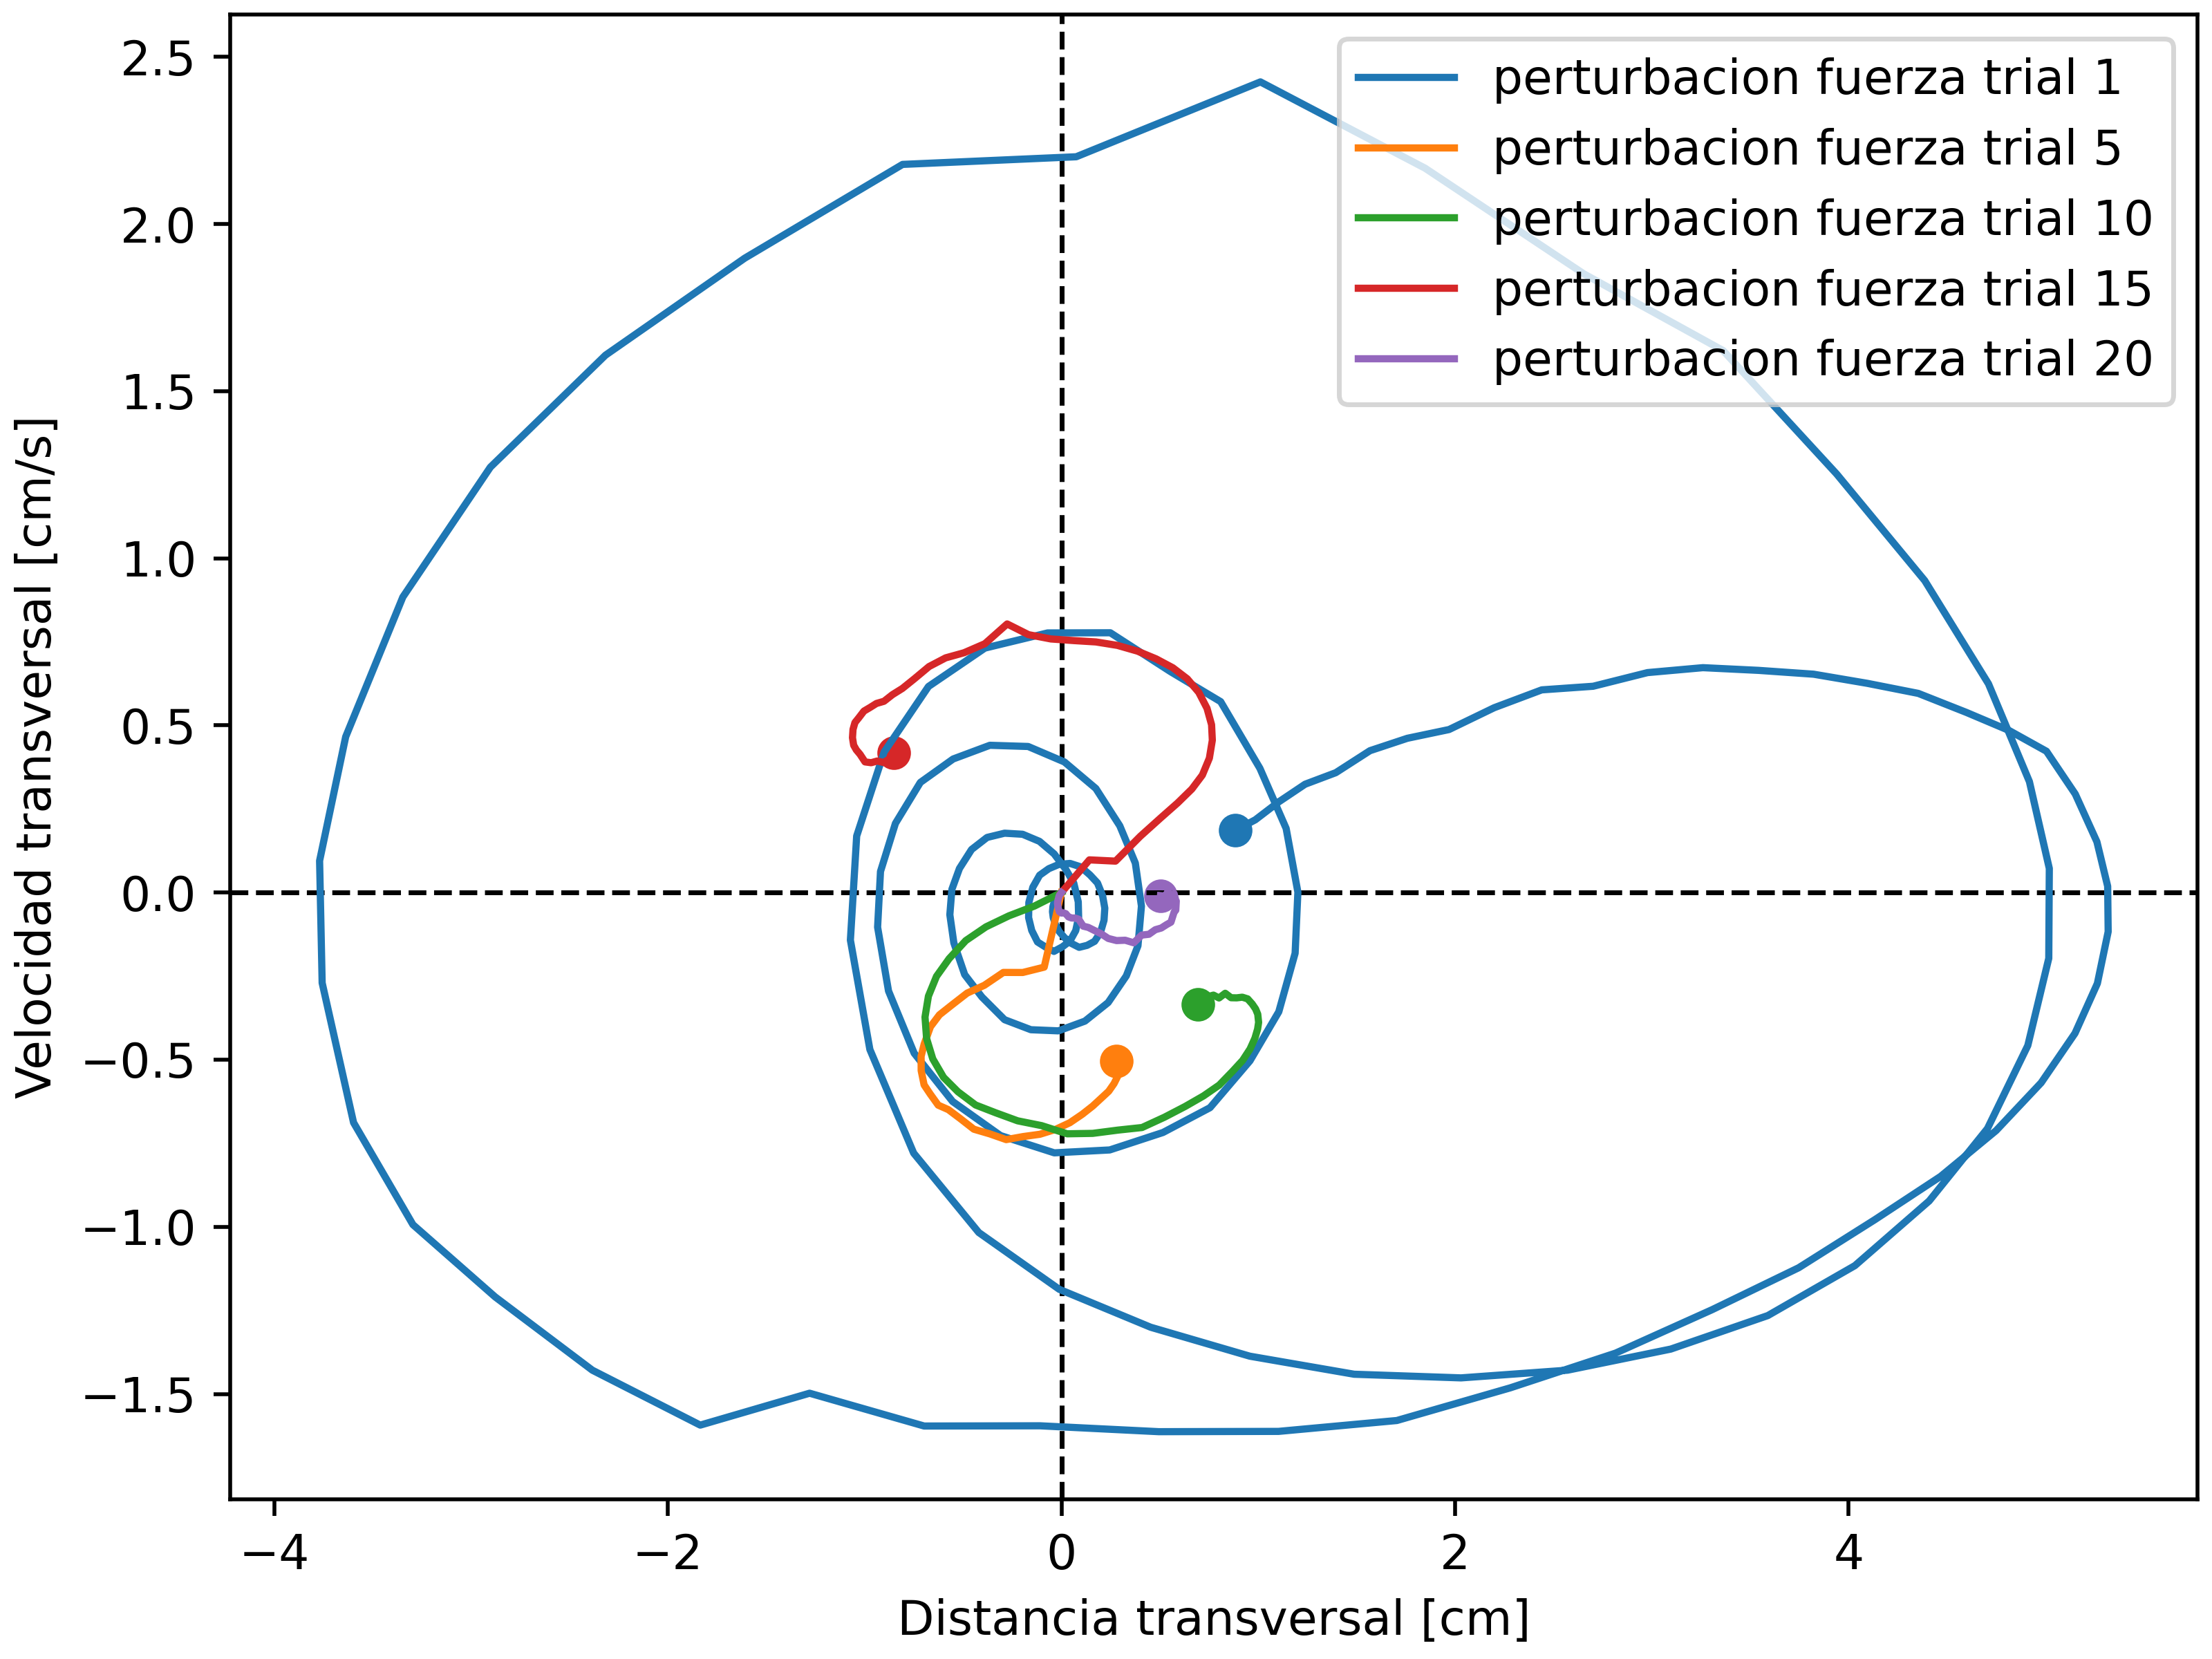 2.5
2.0
1.5
1.0
0.5
0.0
−0.5
−1.0
−1.5
Velocidad transversal [cm/s]
perturbacion fuerza trial 1
perturbacion fuerza trial 5
perturbacion fuerza trial 10
perturbacion fuerza trial 15
perturbacion fuerza trial 20
−4 −2 0 2 4
Distancia transversal [cm]